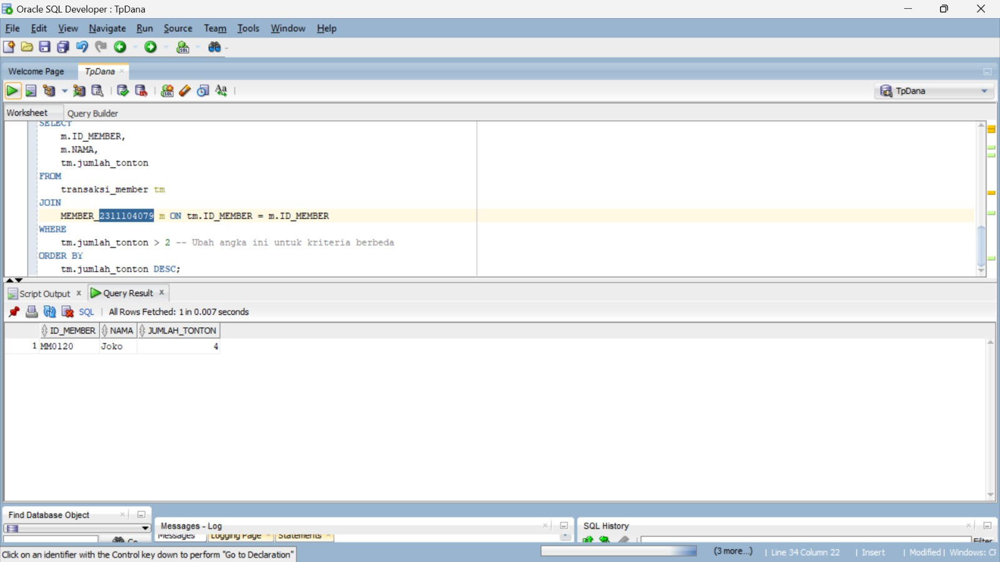 Oracle SQL Developer : TpDana
File Edit View Navigate Run Source Team Tools Window Help
Welcome Page TpDana
TpDana
Worksheet Query Builder
SELECT
m.ID_MEMBER,
m.NAMA,
tm.jumlah_tonton
FROM
transaksi_member tm
JOIN
MEMBER_2311104079 m ON tm.ID_MEMBER = m.ID_MEMBER
WHERE
tm.jumlah_tonton > 2 -- Ubah angka ini untuk kriteria berbeda
ORDER BY
tm.jumlah_tonton DESC;
Script Output x Query Result x
SQL | All Rows Fetched: 1 in 0.007 seconds
ID_MEMBER NAMA JUMLAH_TONTON
1 MM0120 Joko 4
Find Database Object
Messages - Log
SQL History
Messages Logging Page Statements
Go
Filter
Click on an identifier with the Control key down to perform "Go to Declaration"
(3 more...) | Line 34 Column 22 | Insert | Modified | Windows: